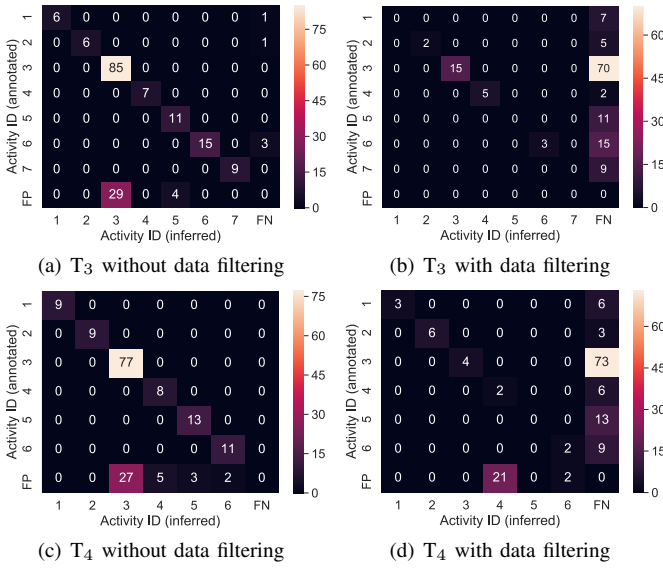 1 6 0 0 0 0 0 0 1
2 0 6 0 0 0 0 0 1
3 0 0 85 0 0 0 0 0
4 0 0 0 7 0 0 0 0
5 0 0 0 0 11 0 0 0
6 0 0 0 0 0 15 0 3
7 0 0 0 0 0 0 9 0
FP 0 0 29 0 4 0 0 0
1 2 3 4 5 6 7 FN
Activity ID (inferred)
Activity ID (annotated)
75
60
45
30
15
0
(a) T3 without data filtering
1 0 0 0 0 0 0 0 7
2 0 2 0 0 0 0 0 5
3 0 0 15 0 0 0 0 70
4 0 0 0 5 0 0 0 2
5 0 0 0 0 0 0 0 11
6 0 0 0 0 0 3 0 15
7 0 0 0 0 0 0 0 9
FP 0 0 0 0 0 0 0 0
1 2 3 4 5 6 7 FN
Activity ID (inferred)
Activity ID (annotated)
60
45
30
15
0
(b) T3 with data filtering
1 9 0 0 0 0 0 0
2 0 9 0 0 0 0 0
3 0 0 77 0 0 0 0
4 0 0 0 8 0 0 0
5 0 0 0 0 13 0 0
6 0 0 0 0 0 11 0
FP 0 0 27 5 3 2 0
1 2 3 4 5 6 FN
Activity ID (inferred)
Activity ID (annotated)
75
60
45
30
15
0
(c) T4 without data filtering
1 3 0 0 0 0 0 6
2 0 6 0 0 0 0 3
3 0 0 4 0 0 0 73
4 0 0 0 2 0 0 6
5 0 0 0 0 0 0 13
6 0 0 0 0 0 2 9
FP 0 0 0 21 0 2 0
1 2 3 4 5 6 FN
Activity ID (inferred)
Activity ID (annotated)
60
45
30
15
0
(d) T4 with data filtering